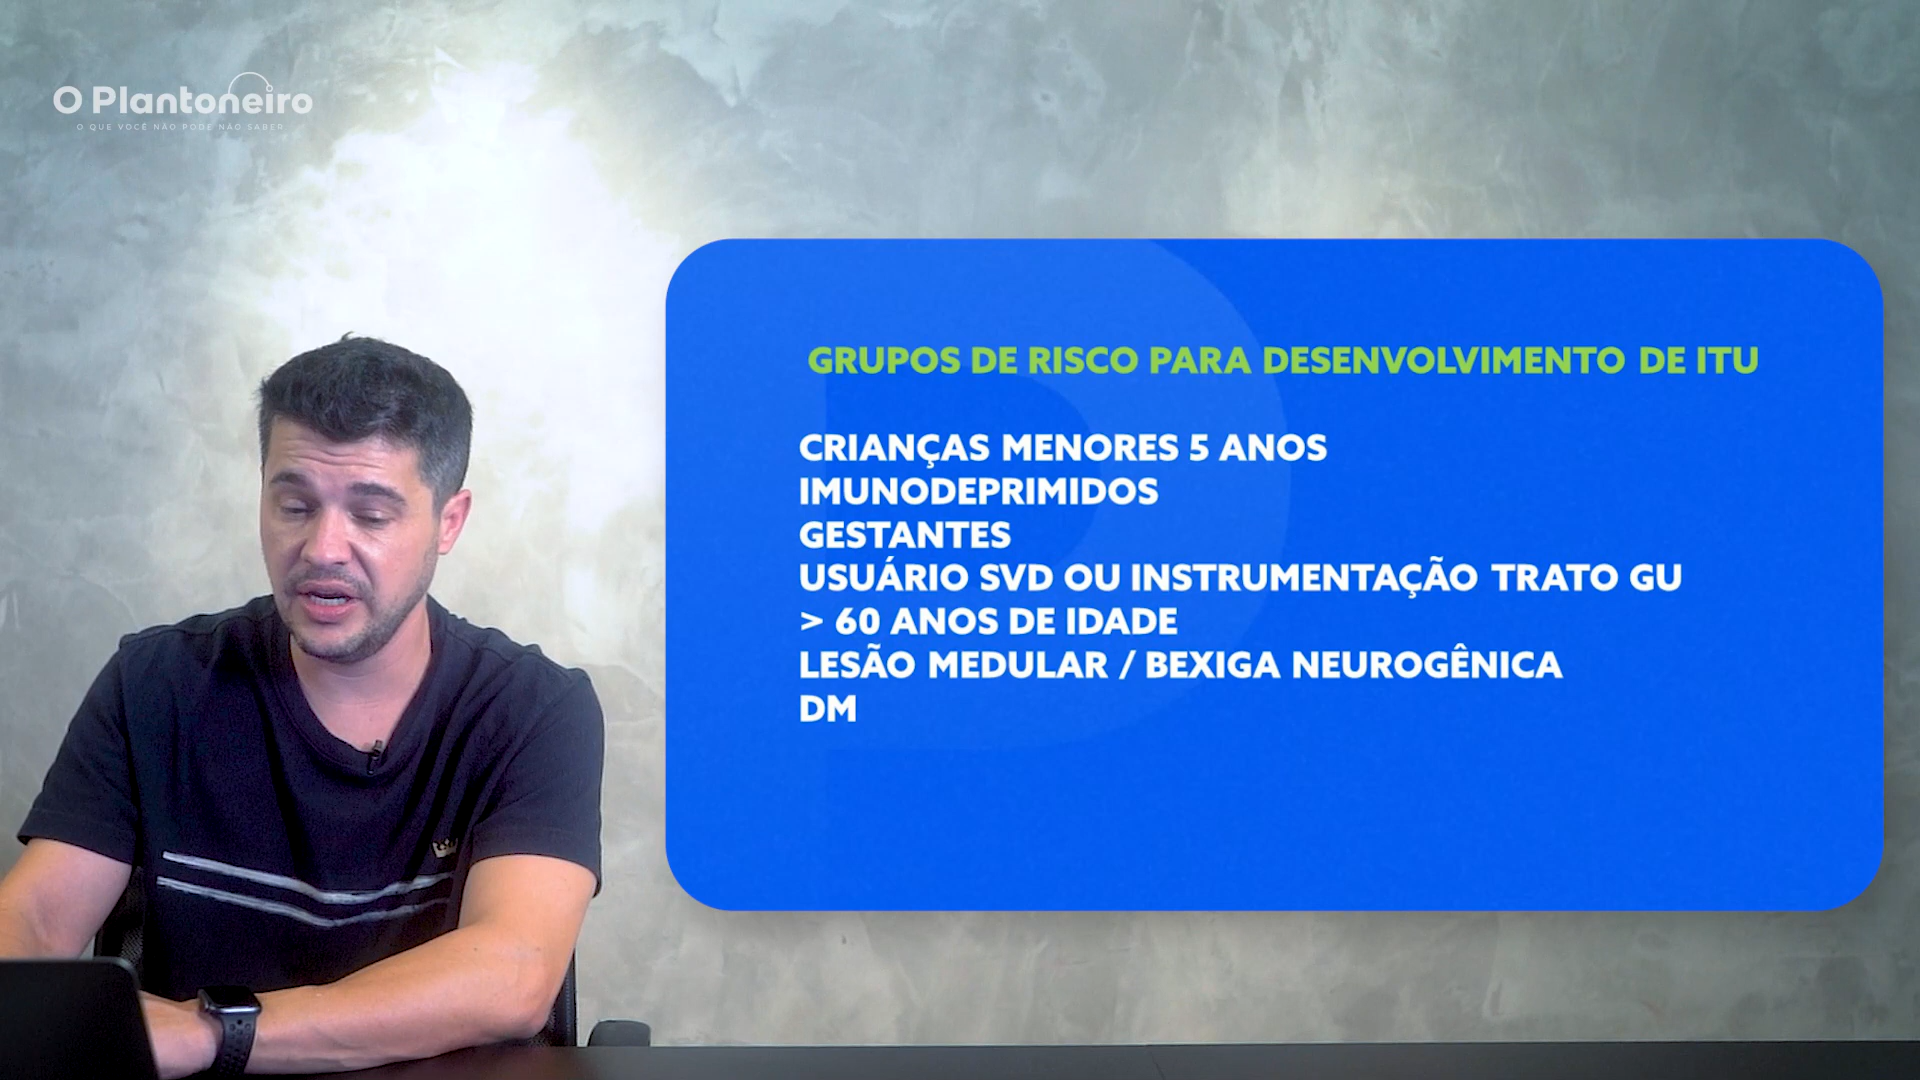 O Plantoneiro
O QUE VOCÊ NÃO PODE NÃO SABER
GRUPOS DE RISCO PARA DESENVOLVIMENTO DE ITU
CRIANÇAS MENORES 5 ANOS
IMUNODEPRIMIDOS
GESTANTES
USUÁRIO SVD OU INSTRUMENTAÇÃO TRATO GU
> 60 ANOS DE IDADE
LESÃO MEDULAR / BEXIGA NEUROGÊNICA
DM